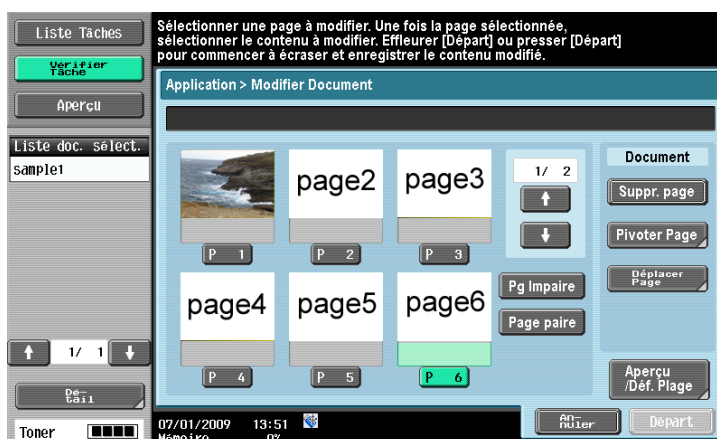 Liste Tâches
Vérifier
Tâche
Aperçu
Liste doc. sélect.
sample1
1/ 1
Dé-
tail
Toner
Sélectionner une page à modifier. Une fois la page sélectionnée,
sélectionner le contenu à modifier. Effleurer [Départ] ou presser [Départ]
pour commencer à écraser et enregistrer le contenu modifié.
Application > Modifier Document
page2
page3
P 1
P 2
P 3
page4
page5
page6
P 4
P 5
P 6
1/ 2
Pg Impaire
Page paire
Document
Suppr. page
Pivoter Page
Déplacer
Page
Aperçu
/Déf. Plage
07/01/2009 13:51
Mémoire 0%
An-
nuler
Départ